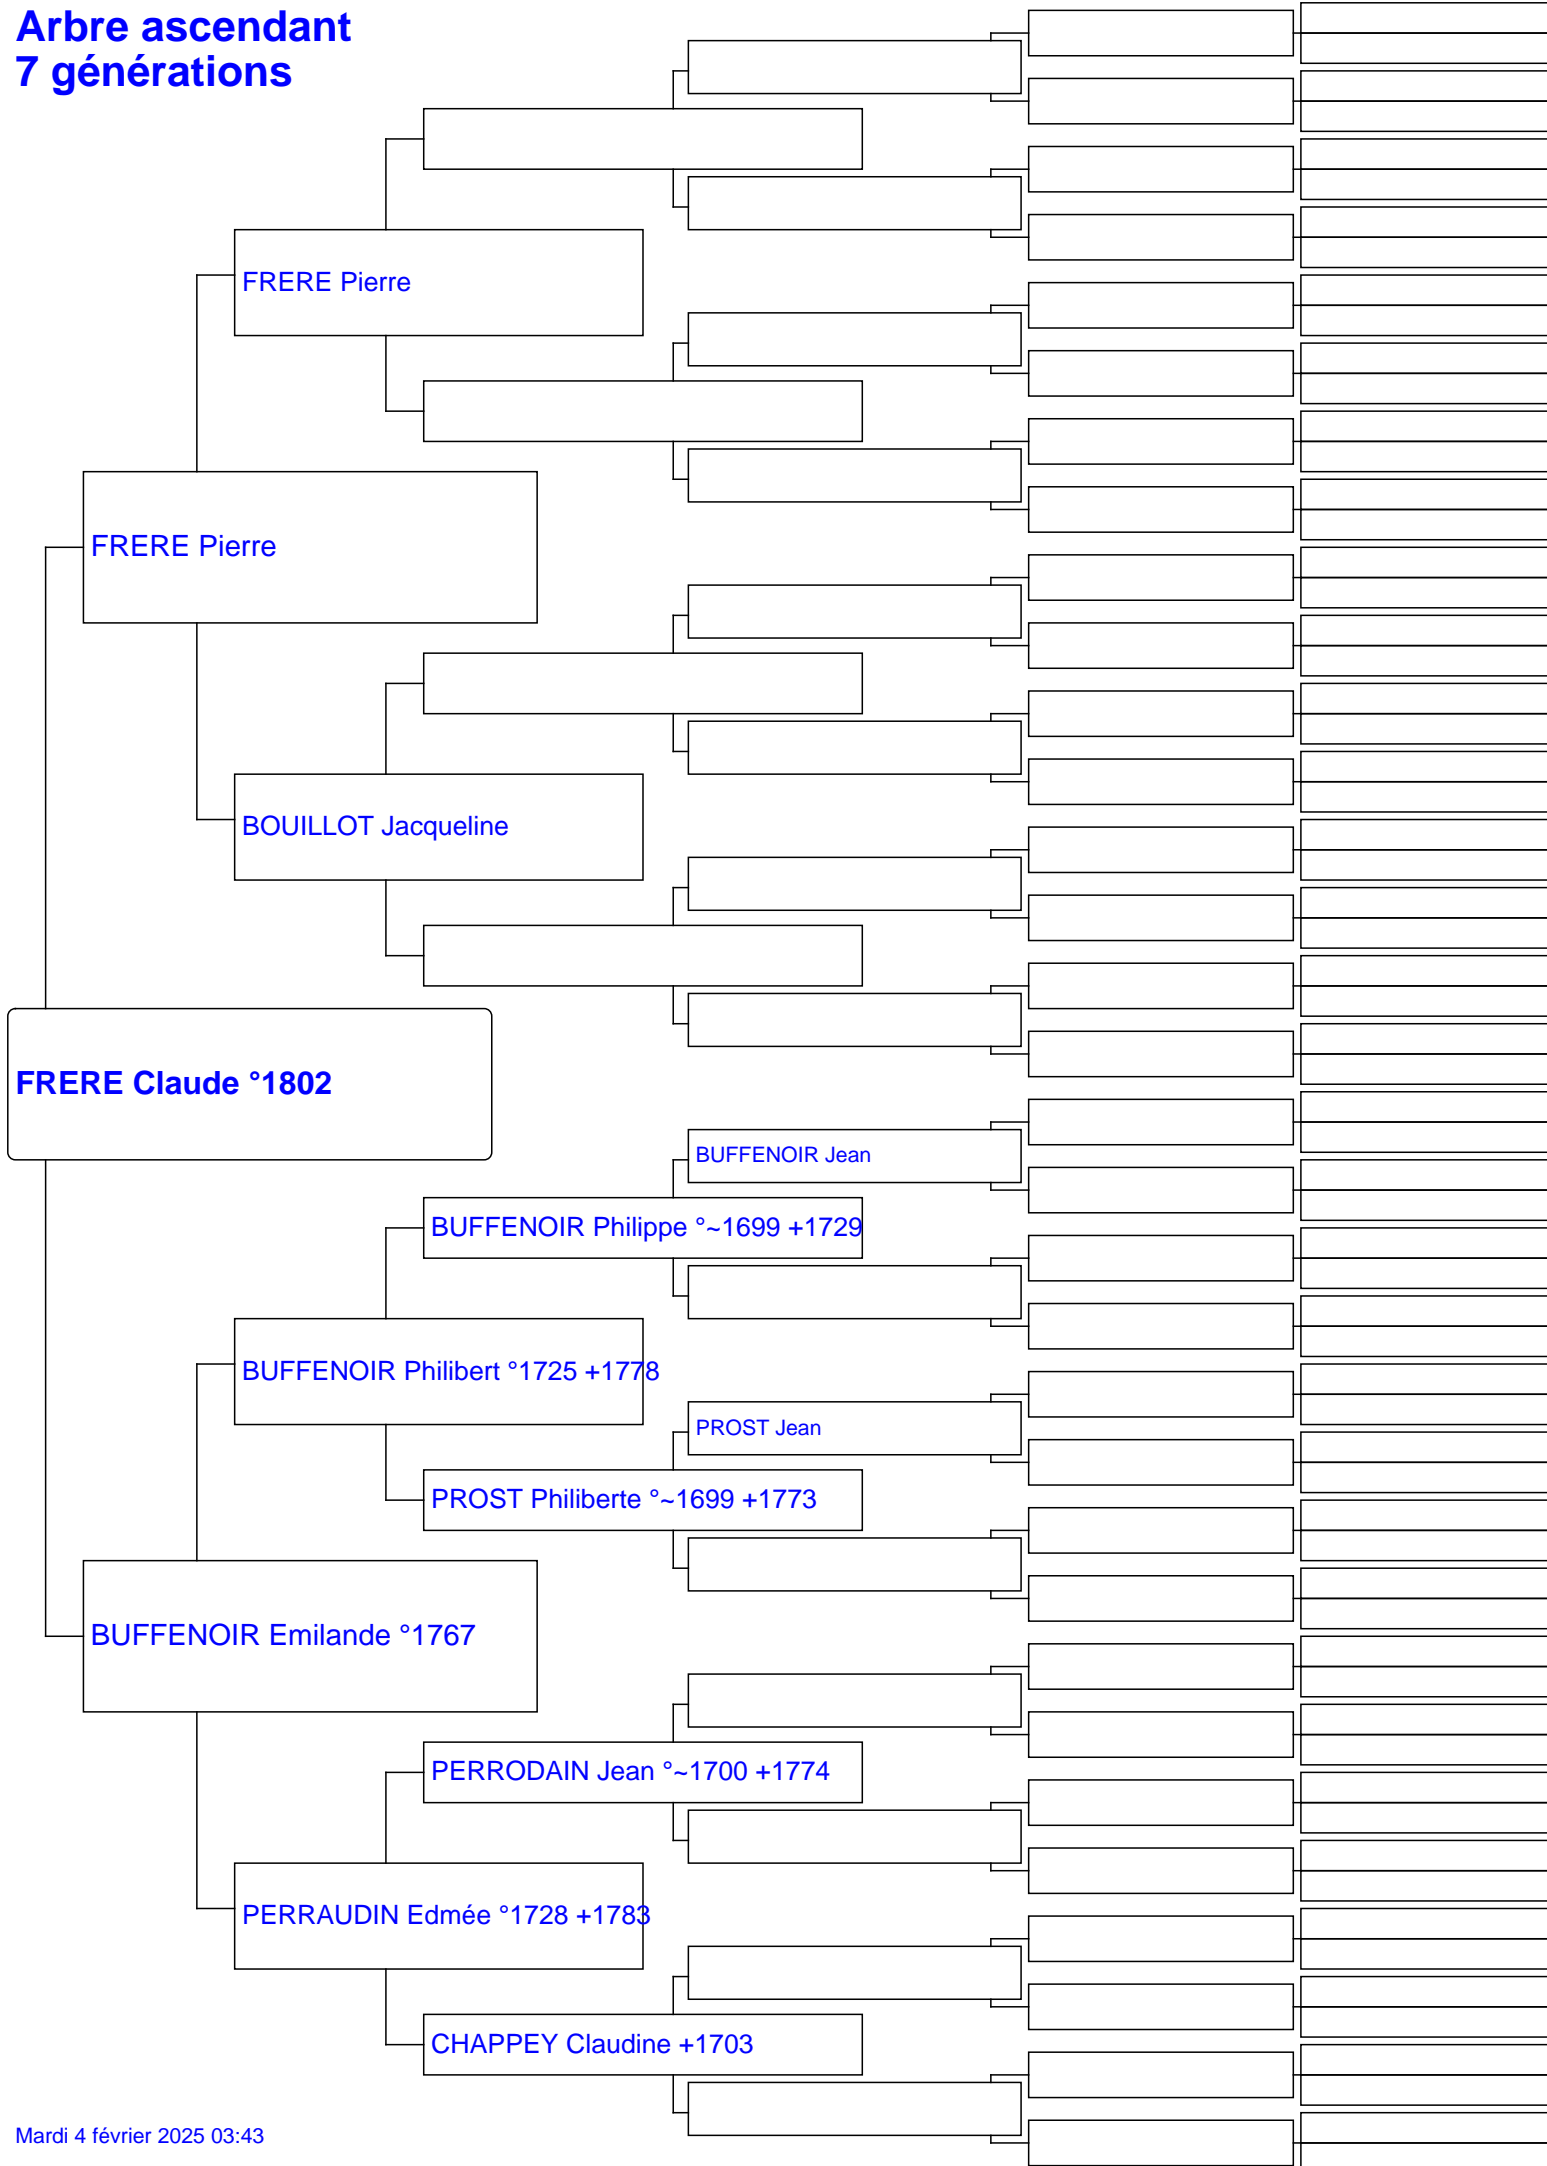 Arbre ascendant
7 générations
FRERE Pierre
FRERE Pierre
BOUILLOT Jacqueline
FRERE Claude °1802
BUFFENOIR Jean
BUFFENOIR Philippe °~1699 +1729
BUFFENOIR Philibert °1725 +1778
PROST Jean
PROST Philiberte °~1699 +1773
BUFFENOIR Emilande °1767
PERRODAIN Jean °~1700 +1774
PERRAUDIN Edmée °1728 +1783
CHAPPEY Claudine +1703
Mardi 4 février 2025 03:43